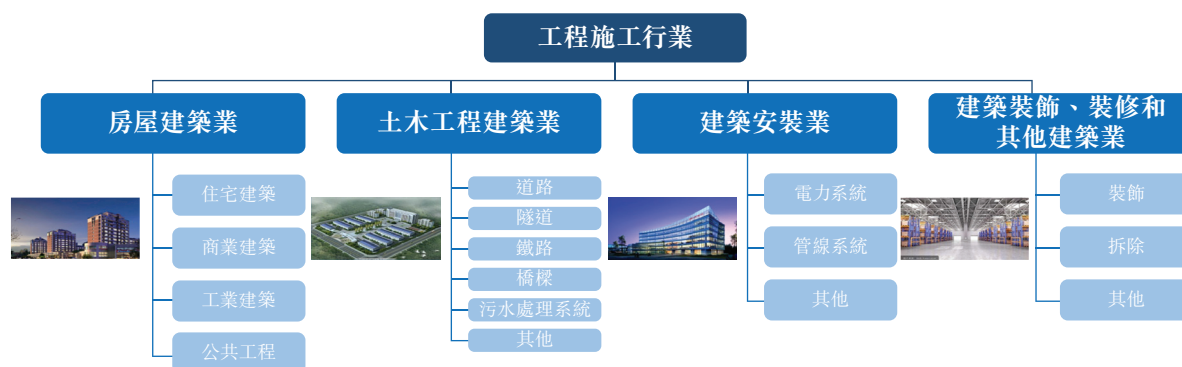 工程施工行業
房屋建築業
住宅建築
商業建築
工業建築
公共工程
土木工程建築業
道路
隧道
鐵路
橋樑
污水處理系統
其他
建築安裝業
電力系統
管線系統
其他
建築裝飾、裝修和
其他建築業
裝飾
拆除
其他